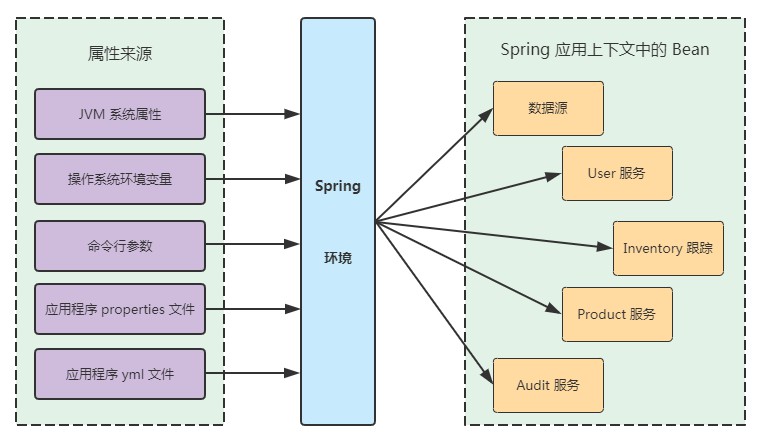 属性来源
JVM 系统属性
操作系统环境变量
命令行参数
应用程序 properties 文件
应用程序 yml 文件
Spring
环境
Spring 应用上下文中的 Bean
数据源
User 服务
Inventory 跟踪
Product 服务
Audit 服务